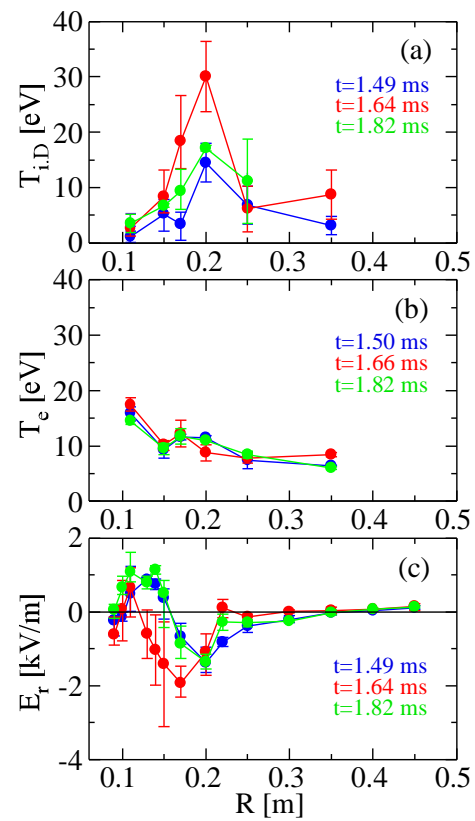 40
(a)
30
t=1.49 ms
t=1.64 ms
t=1.82 ms
20
T_{i,D} [eV]
10
0
0.1 0.2 0.3 0.4 0.5
40
(b)
30
t=1.50 ms
t=1.66 ms
t=1.82 ms
20
T_e [eV]
10
0
0.1 0.2 0.3 0.4 0.5
2
(c)
0
E_r [kV/m]
t=1.49 ms
-2
t=1.64 ms
t=1.82 ms
-4
0.1 0.2 0.3 0.4 0.5
R [m]